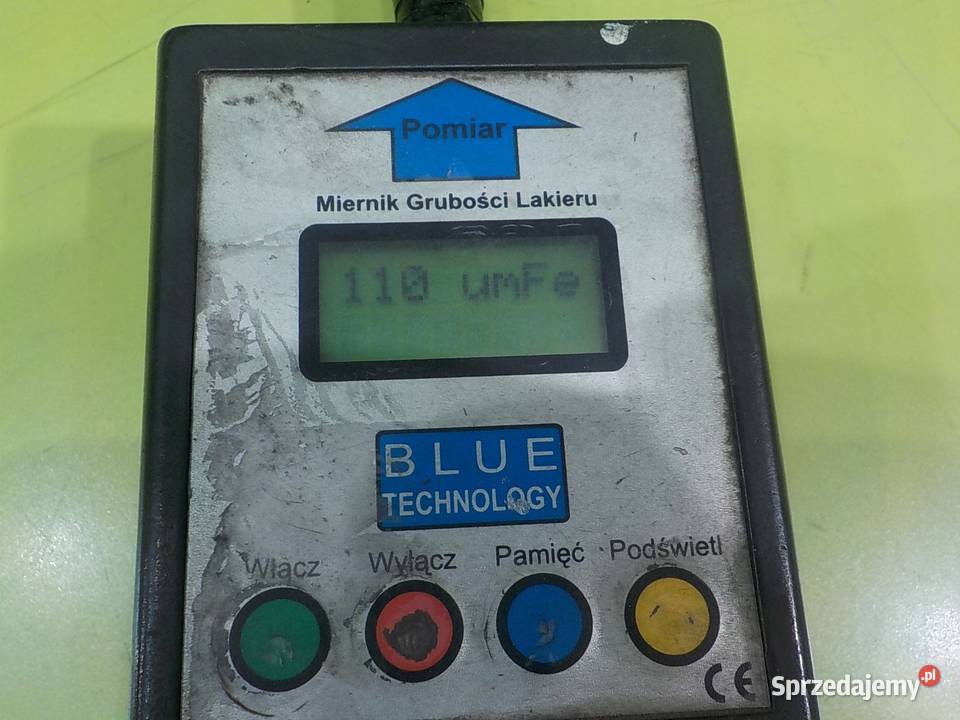 Pomiar
Miernik Grubości Lakieru
110 umFe
BLUE
TECHNOLOGY
Włącz Wyłącz Pamięć Podświetl
CE
Sprzedajemy.pl